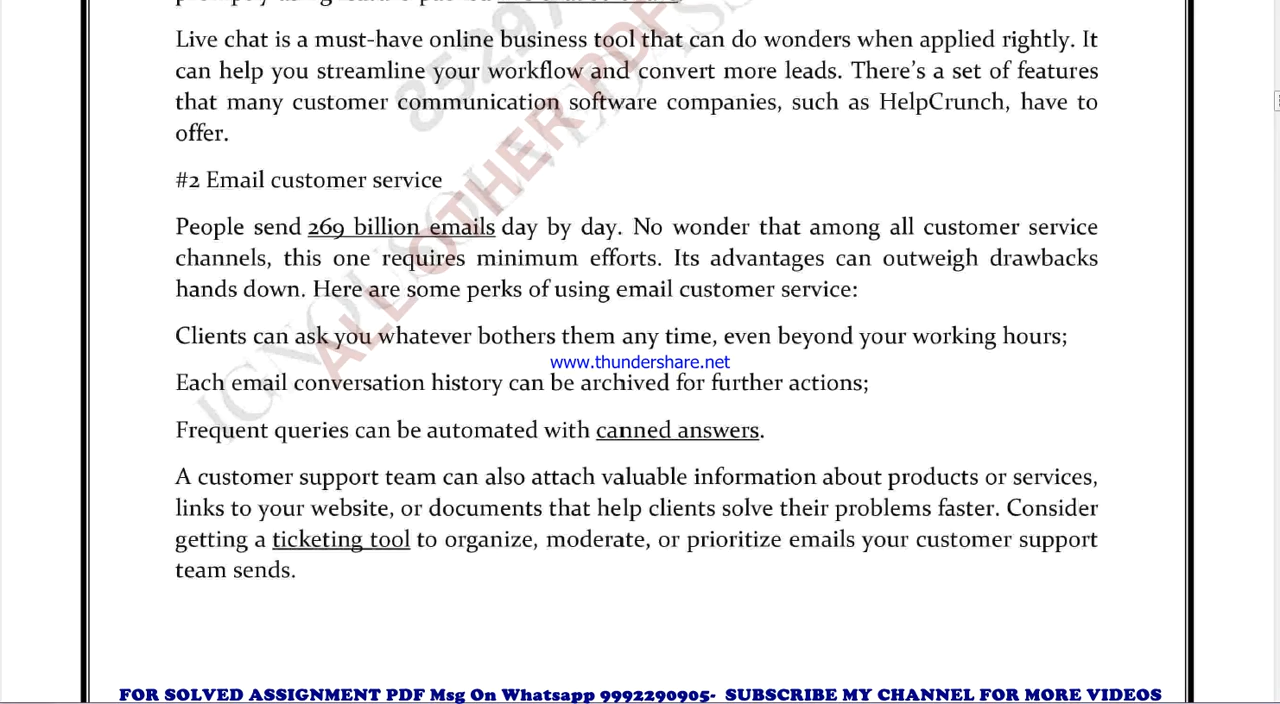 Live chat is a must-have online business tool that can do wonders when applied rightly. It
can help you streamline your workflow and convert more leads. There’s a set of features
that many customer communication software companies, such as HelpCrunch, have to
offer.
#2 Email customer service
People send 269 billion emails day by day. No wonder that among all customer service
channels, this one requires minimum efforts. Its advantages can outweigh drawbacks
hands down. Here are some perks of using email customer service:
Clients can ask you whatever bothers them any time, even beyond your working hours;
www.thundershare.net
Each email conversation history can be archived for further actions;
Frequent queries can be automated with canned answers.
A customer support team can also attach valuable information about products or services,
links to your website, or documents that help clients solve their problems faster. Consider
getting a ticketing tool to organize, moderate, or prioritize emails your customer support
team sends.
ALL OTHER PDF
FOR SOLVED ASSIGNMENT PDF Msg On Whatsapp 9992290905- SUBSCRIBE MY CHANNEL FOR MORE VIDEOS